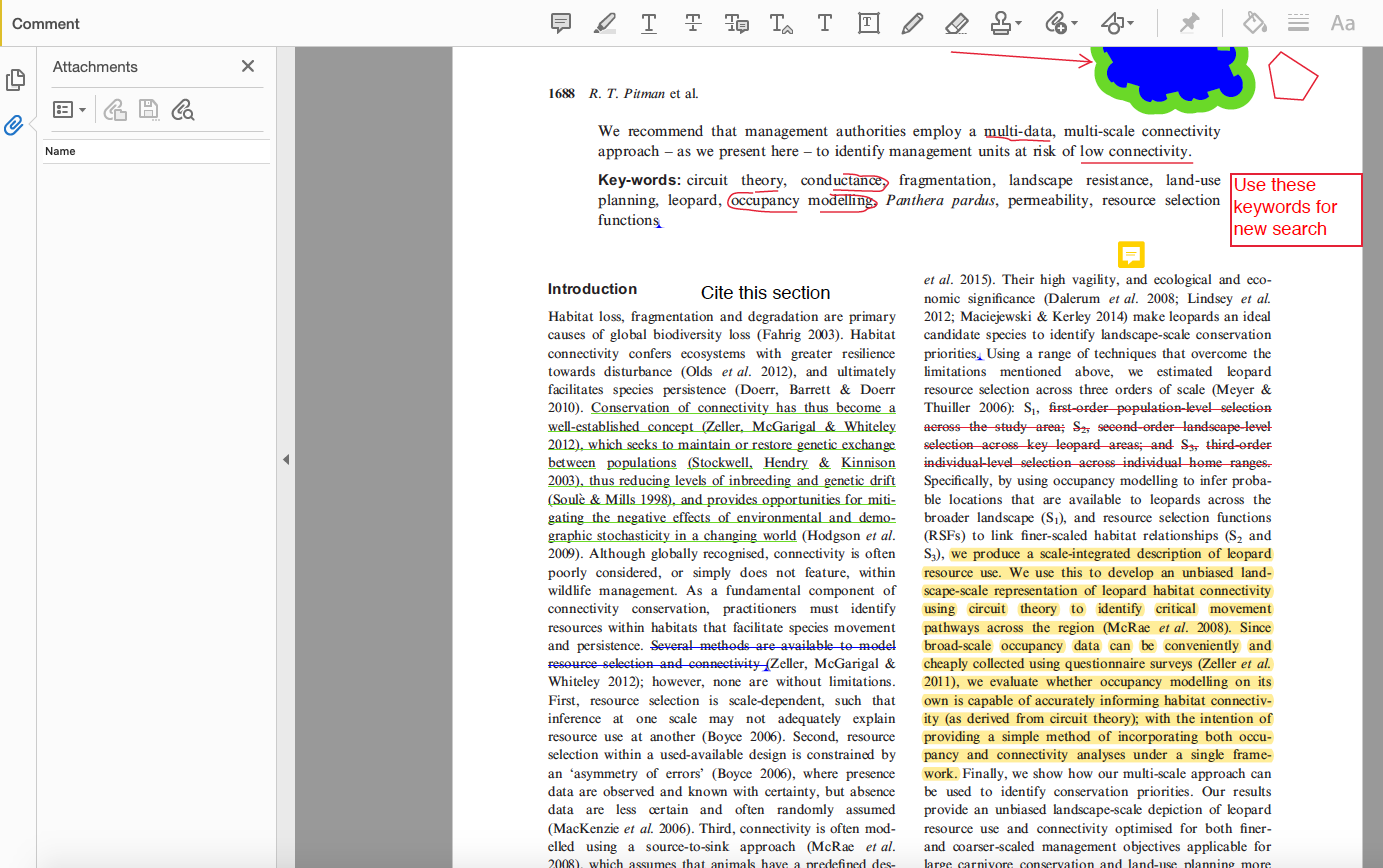 Comment
Aa
Attachments
Name
1688 R. T. Pitman et al.
We recommend that management authorities employ a multi-data, multi-scale connectivity
approach – as we present here – to identify management units at risk of low connectivity.
Key-words: circuit theory, conductance, fragmentation, landscape resistance, land-use
planning, leopard, occupancy modelling, Panthera pardus, permeability, resource selection
functions
Use these
keywords for
new search
Introduction
Cite this section
Habitat loss, fragmentation and degradation are primary
causes of global biodiversity loss (Fahrig 2003). Habitat
connectivity confers ecosystems with greater resilience
towards disturbance (Olds et al. 2012), and ultimately
facilitates species persistence (Doerr, Barrett & Doerr
2010). Conservation of connectivity has thus become a
well-established concept (Zeller, McGarigal & Whiteley
2012), which seeks to maintain or restore genetic exchange
between populations (Stockwell, Hendry & Kinnison
2003), thus reducing levels of inbreeding and genetic drift
(Soulè & Mills 1998), and provides opportunities for miti-
gating the negative effects of environmental and demo-
graphic stochasticity in a changing world (Hodgson et al.
2009). Although globally recognised, connectivity is often
poorly considered, or simply does not feature, within
wildlife management. As a fundamental component of
connectivity conservation, practitioners must identify
resources within habitats that facilitate species movement
and persistence. Several methods are available to model
resource selection and connectivity (Zeller, McGarigal &
Whiteley 2012); however, none are without limitations.
First, resource selection is scale-dependent, such that
inference at one scale may not adequately explain
resource use at another (Boyce 2006). Second, resource
selection within a used-available design is constrained by
an ‘asymmetry of errors’ (Boyce 2006), where presence
data are observed and known with certainty, but absence
data are less certain and often randomly assumed
(MacKenzie et al. 2006). Third, connectivity is often mod-
elled using a source-to-sink approach (McRae et al.
2008), which assumes that animals have a predefined des-
et al. 2015). Their high vagility, and ecological and eco-
nomic significance (Dalerum et al. 2008; Lindsey et al.
2012; Maciejewski & Kerley 2014) make leopards an ideal
candidate species to identify landscape-scale conservation
priorities. Using a range of techniques that overcome the
limitations mentioned above, we estimated leopard
resource selection across three orders of scale (Meyer &
Thuiller 2006): S1, first-order population-level selection
across the study area; S2, second-order landscape-level
selection across key leopard areas; and S3, third-order
individual-level selection across individual home ranges.
Specifically, by using occupancy modelling to infer proba-
ble locations that are available to leopards across the
broader landscape (S1), and resource selection functions
(RSFs) to link finer-scaled habitat relationships (S2 and
S3), we produce a scale-integrated description of leopard
resource use. We use this to develop an unbiased land-
scape-scale representation of leopard habitat connectivity
using circuit theory to identify critical movement
pathways across the region (McRae et al. 2008). Since
broad-scale occupancy data can be conveniently and
cheaply collected using questionnaire surveys (Zeller et al.
2011), we evaluate whether occupancy modelling on its
own is capable of accurately informing habitat connectiv-
ity (as derived from circuit theory); with the intention of
providing a simple method of incorporating both occu-
pancy and connectivity analyses under a single frame-
work. Finally, we show how our multi-scale approach can
be used to identify conservation priorities. Our results
provide an unbiased landscape-scale depiction of leopard
resource use and connectivity optimised for both finer-
and coarser-scaled management objectives applicable for
large carnivore conservation and land-use planning more